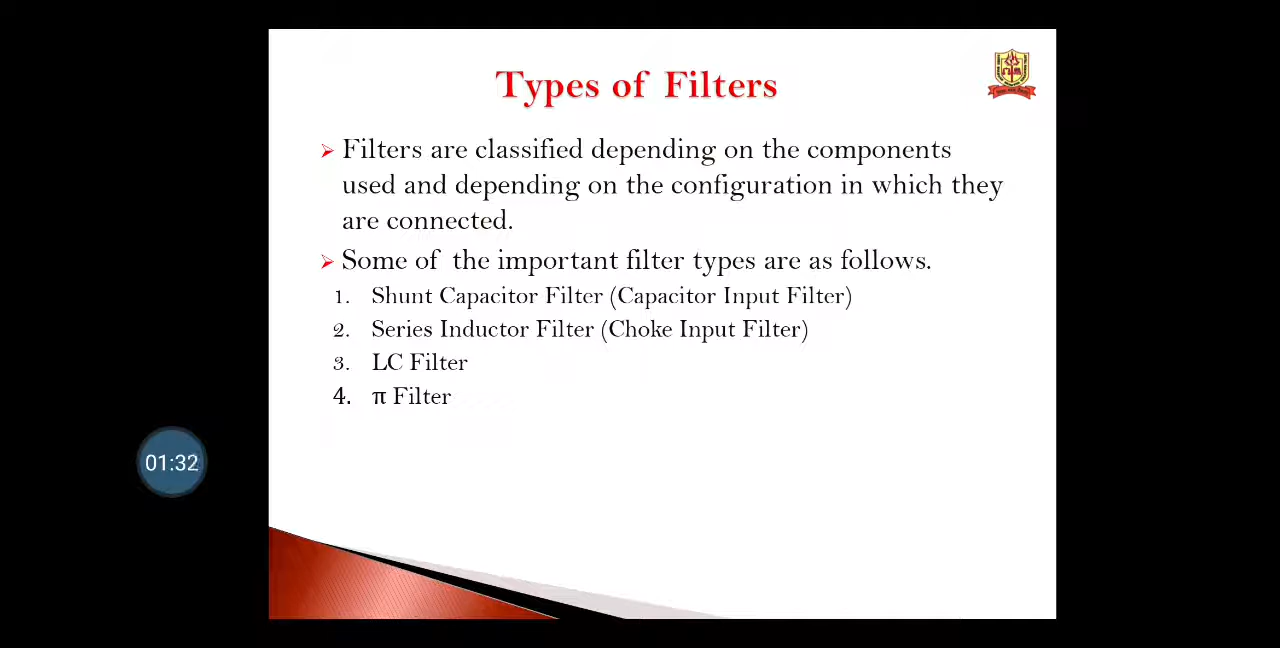 Types of Filters
➢ Filters are classified depending on the components
used and depending on the configuration in which they
are connected.
➢ Some of the important filter types are as follows.
1. Shunt Capacitor Filter (Capacitor Input Filter)
2. Series Inductor Filter (Choke Input Filter)
3. LC Filter
4. π Filter
01:32